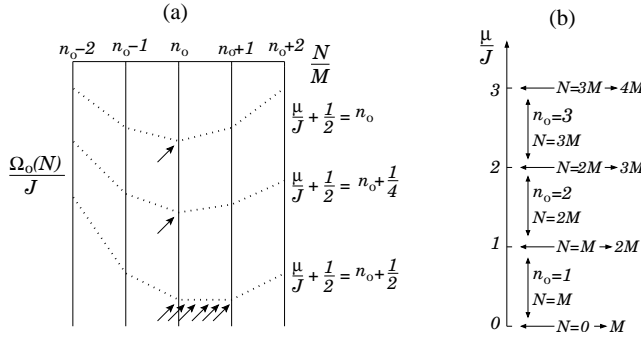 (a)
n₀−2 n₀−1 n₀ n₀+1 n₀+2 N/M
μ/J + 1/2 = n₀
Ω₀(N)/J
μ/J + 1/2 = n₀ + 1/4
μ/J + 1/2 = n₀ + 1/2
(b)
μ/J
3 N=3M → 4M
n₀=3
N=3M
2 N=2M → 3M
n₀=2
N=2M
1 N=M → 2M
n₀=1
N=M
0 N=0 → M